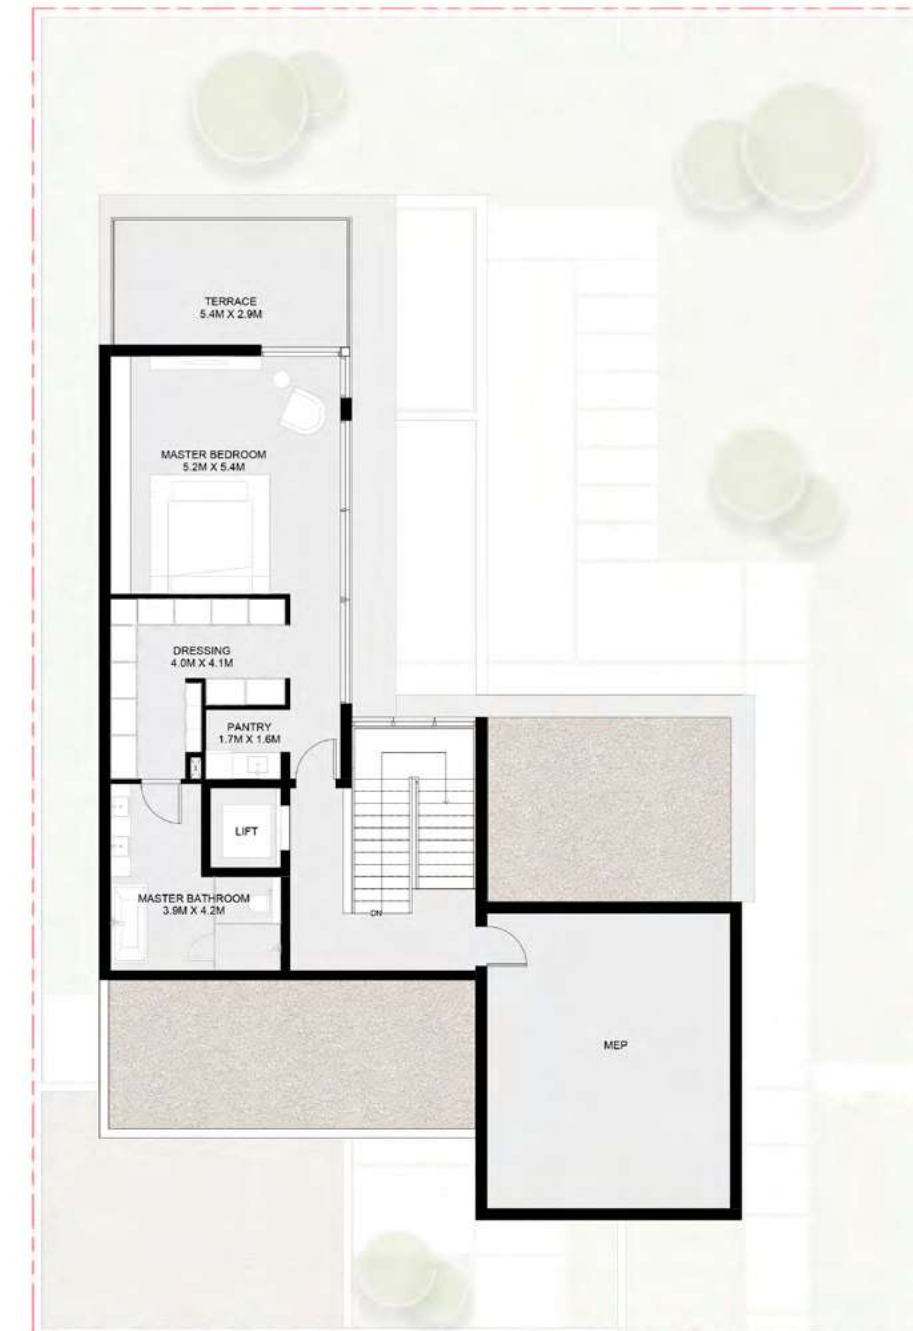 TERRACE
5.4M X 2.9M
MASTER BEDROOM
5.2M X 5.4M
DRESSING
4.0M X 4.1M
PANTRY
1.7M X 1.6M
LIFT
MASTER BATHROOM
3.9M X 4.2M
DN
MEP